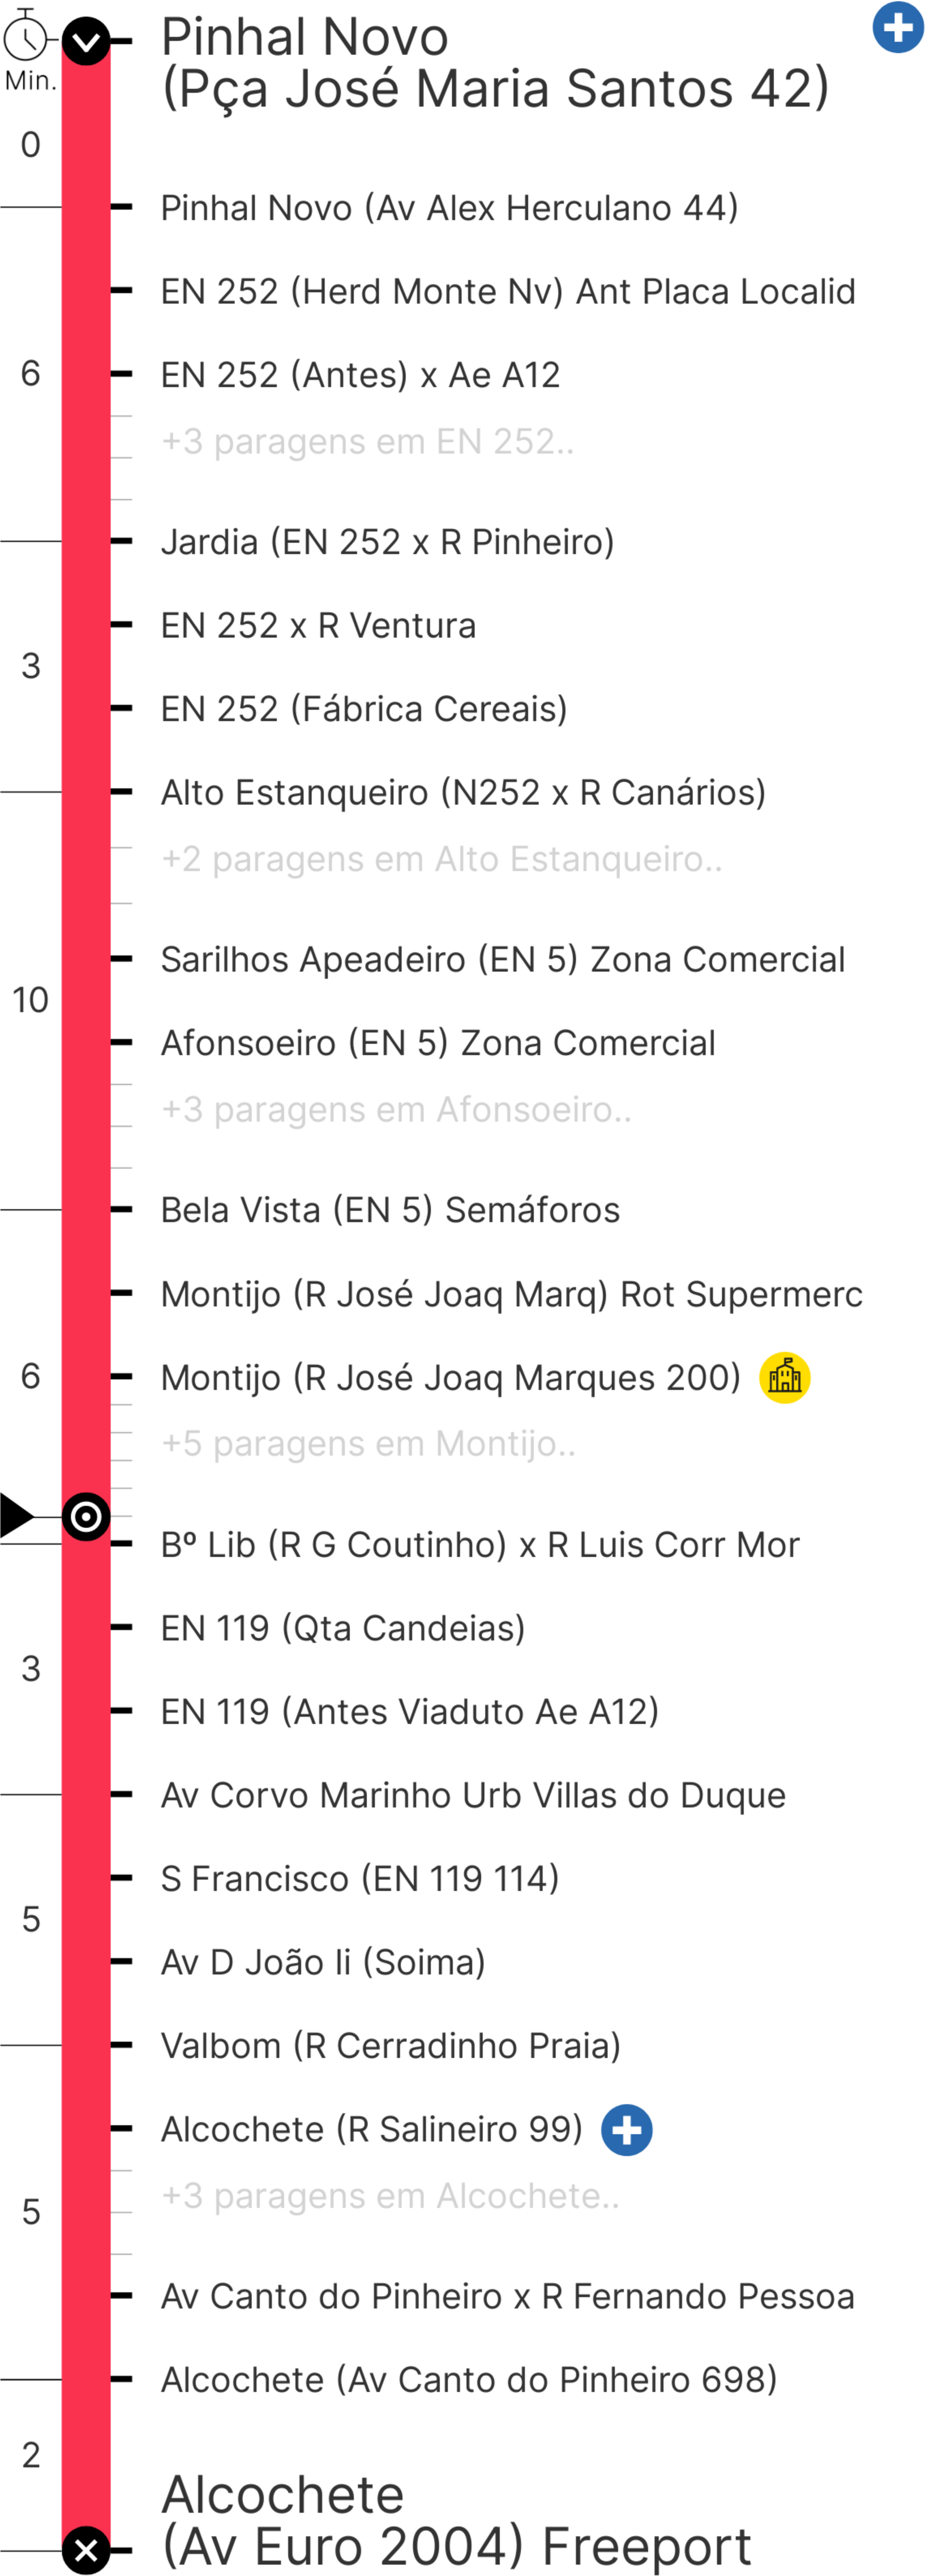 Pinhal Novo
(Pça José Maria Santos 42)
Min.
0
Pinhal Novo (Av Alex Herculano 44)
EN 252 (Herd Monte Nv) Ant Placa Localid
6
EN 252 (Antes) x Ae A12
+3 paragens em EN 252..
Jardia (EN 252 x R Pinheiro)
EN 252 x R Ventura
3
EN 252 (Fábrica Cereais)
Alto Estanqueiro (N252 x R Canários)
+2 paragens em Alto Estanqueiro..
Sarilhos Apeadeiro (EN 5) Zona Comercial
10
Afonsoeiro (EN 5) Zona Comercial
+3 paragens em Afonsoeiro..
Bela Vista (EN 5) Semáforos
Montijo (R José Joaq Marq) Rot Supermerc
6
Montijo (R José Joaq Marques 200)
+5 paragens em Montijo..
Bº Lib (R G Coutinho) x R Luis Corr Mor
EN 119 (Qta Candeias)
3
EN 119 (Antes Viaduto Ae A12)
Av Corvo Marinho Urb Villas do Duque
S Francisco (EN 119 114)
5
Av D João Ii (Soima)
Valbom (R Cerradinho Praia)
Alcochete (R Salineiro 99)
+3 paragens em Alcochete..
5
Av Canto do Pinheiro x R Fernando Pessoa
Alcochete (Av Canto do Pinheiro 698)
2
Alcochete
(Av Euro 2004) Freeport